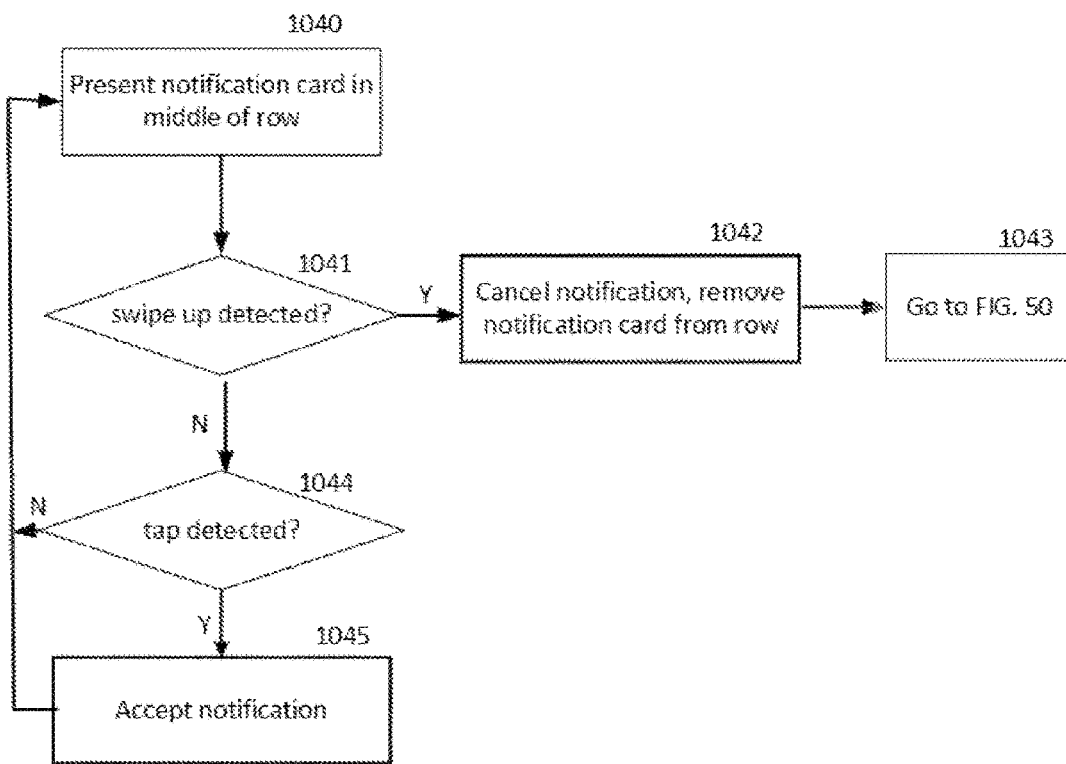 1040
Present notification card in
middle of row
1041
swipe up detected?
Y
1042
Cancel notification, remove
notification card from row
1043
Go to FIG. 50
N
1044
tap detected?
N
Y
1045
Accept notification